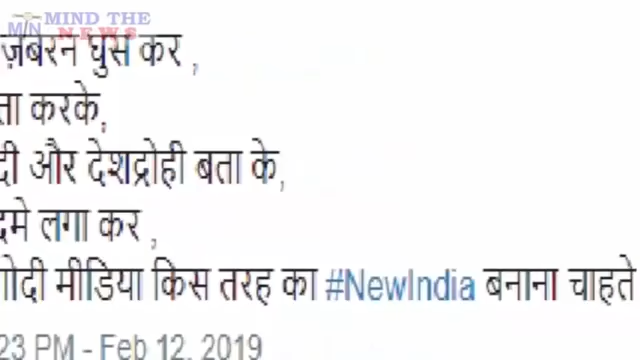 MIN MIND THE
NEWS
ज़बरन घुस कर ,
ता करके,
दी और देशद्रोही बता के,
दमे लगा कर ,
गोदी मीडिया किस तरह का #NewIndia बनाना चाहते
23 PM - Feb 12, 2019